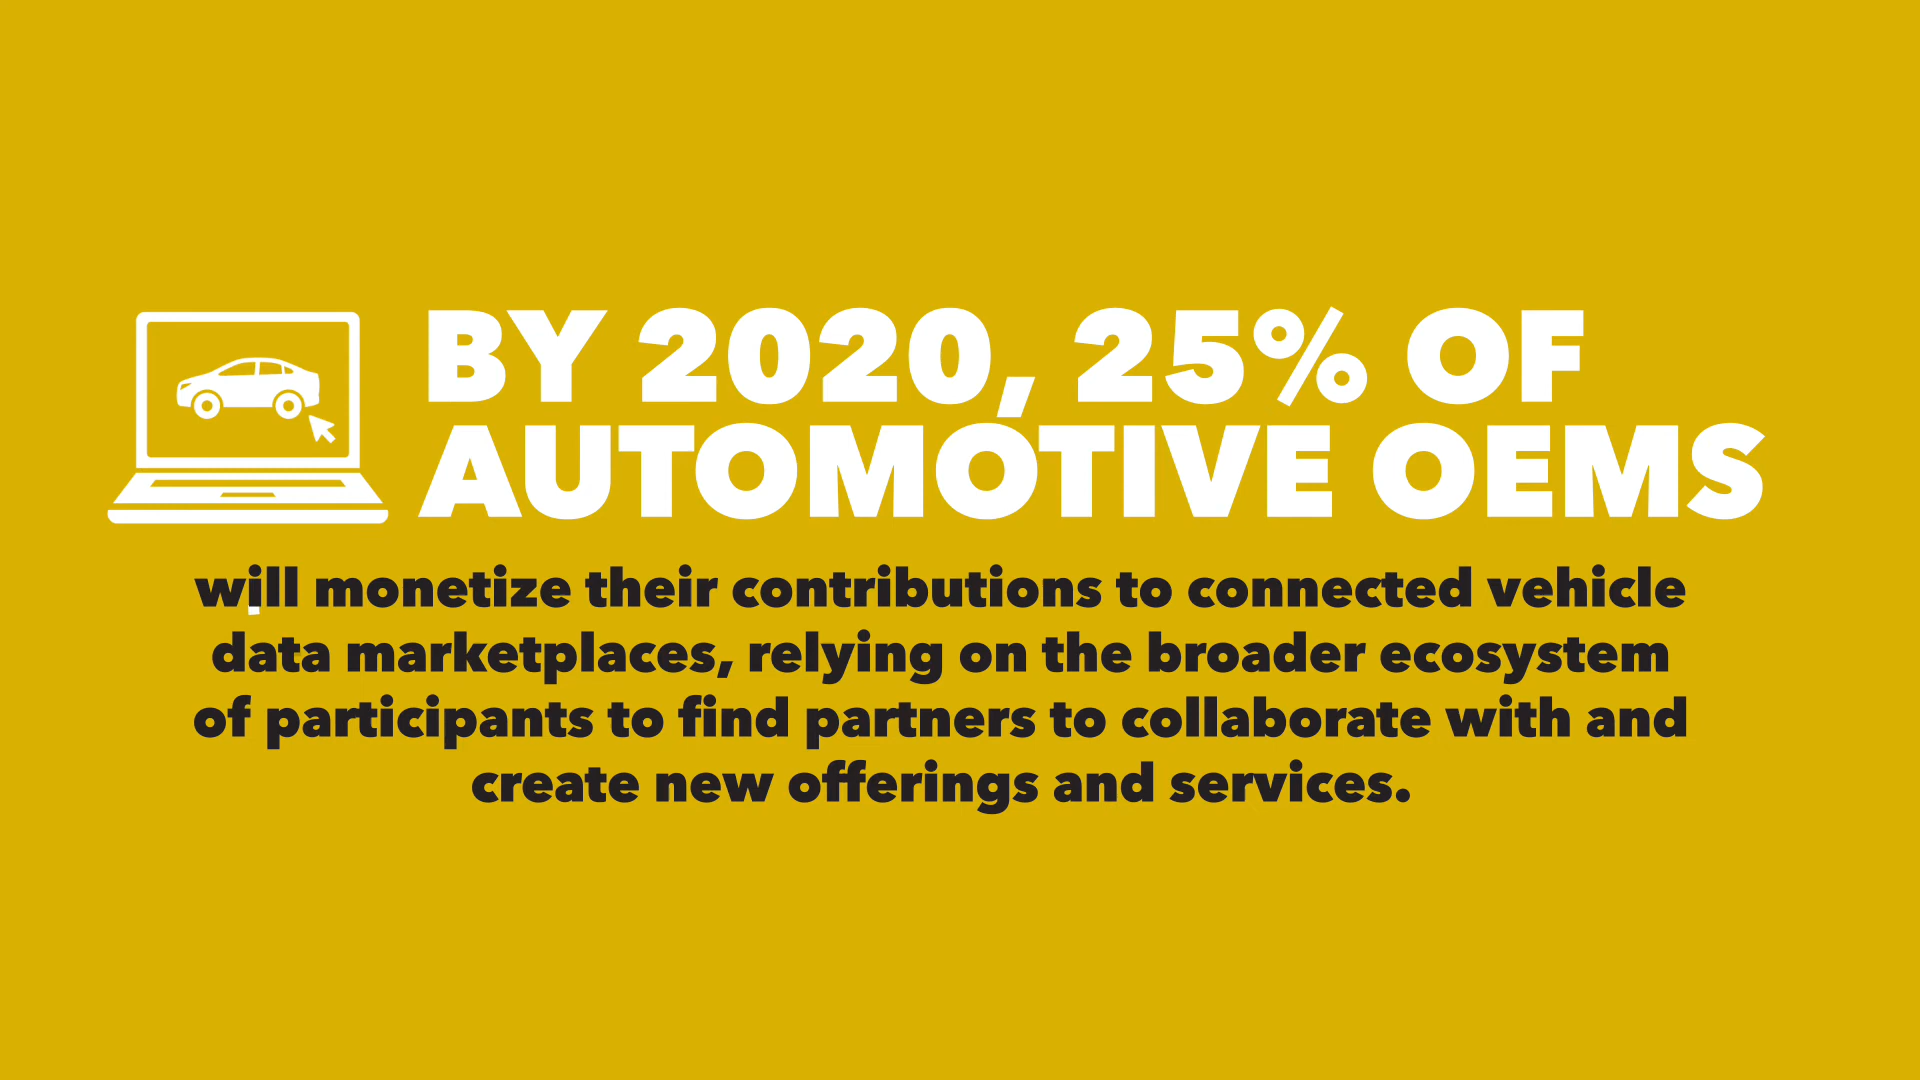 BY 2020, 25% OF
AUTOMOTIVE OEMS
will monetize their contributions to connected vehicle
data marketplaces, relying on the broader ecosystem
of participants to find partners to collaborate with and
create new offerings and services.